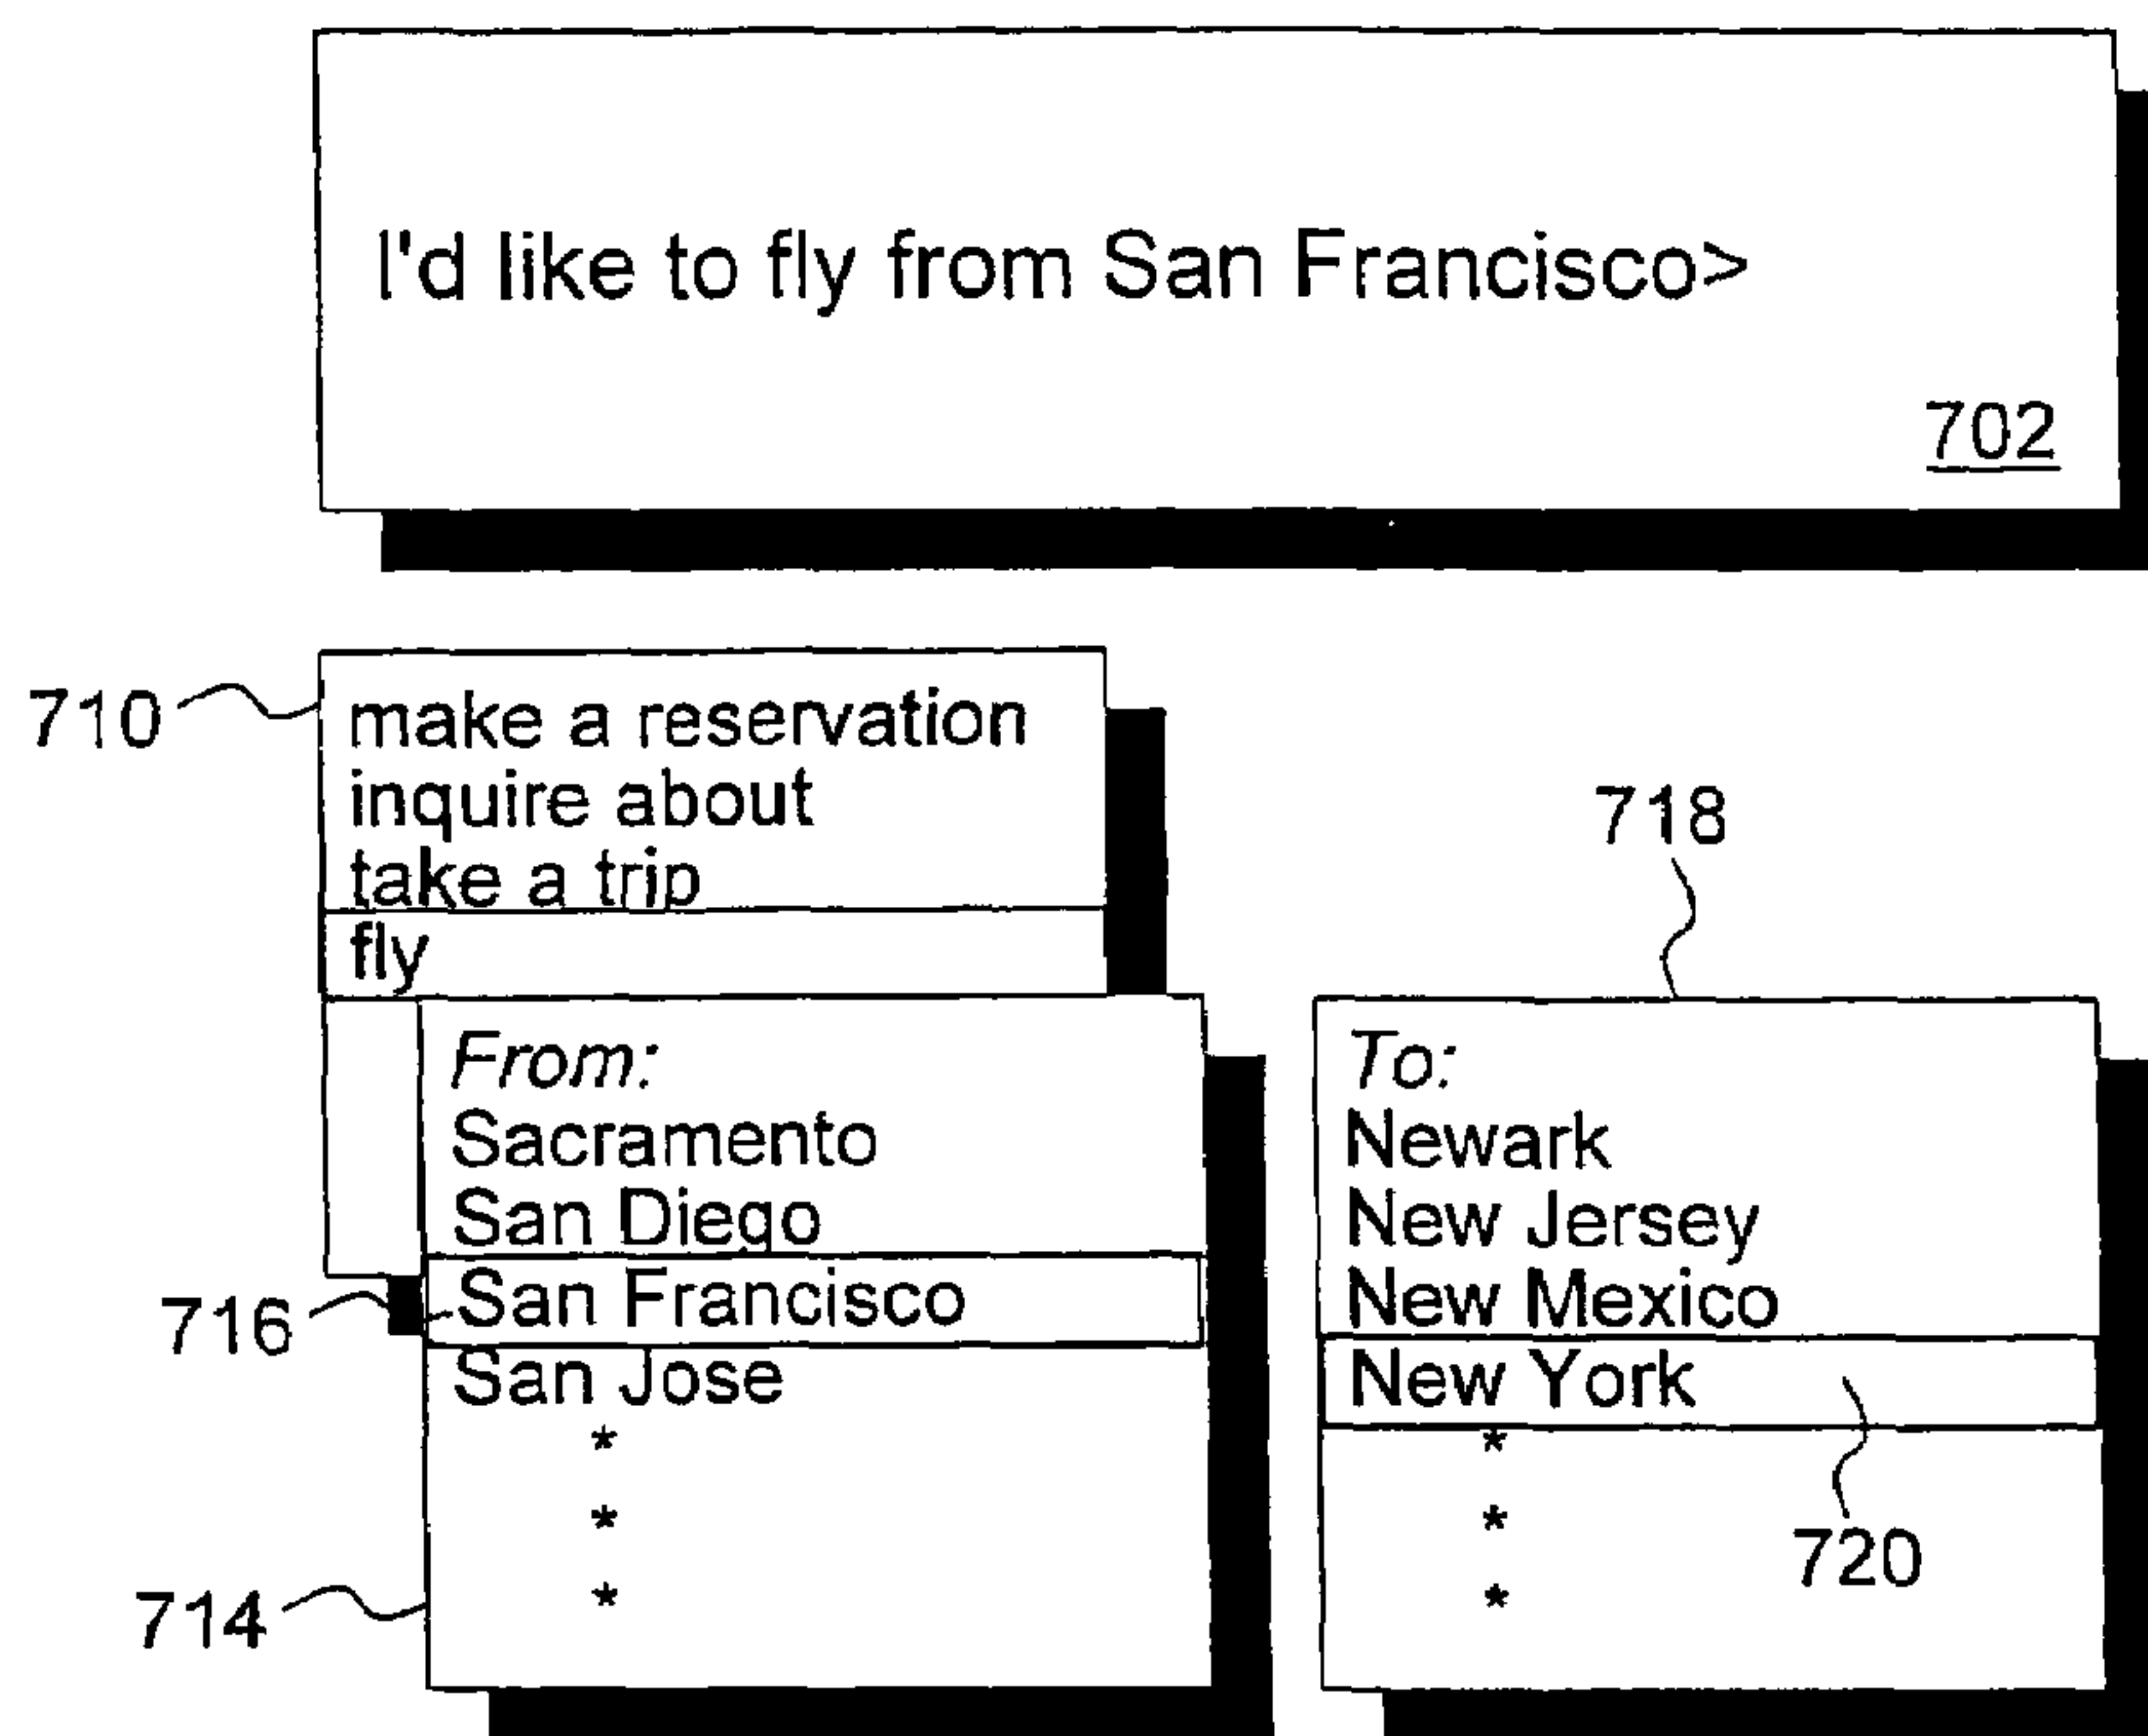 I'd like to fly from San Francisco>
702
710
make a reservation
inquire about
take a trip
fly
718
From:
Sacramento
San Diego
716
San Francisco
San Jose
*
*
*
714
To:
Newark
New Jersey
New Mexico
New York
*
*
*
720